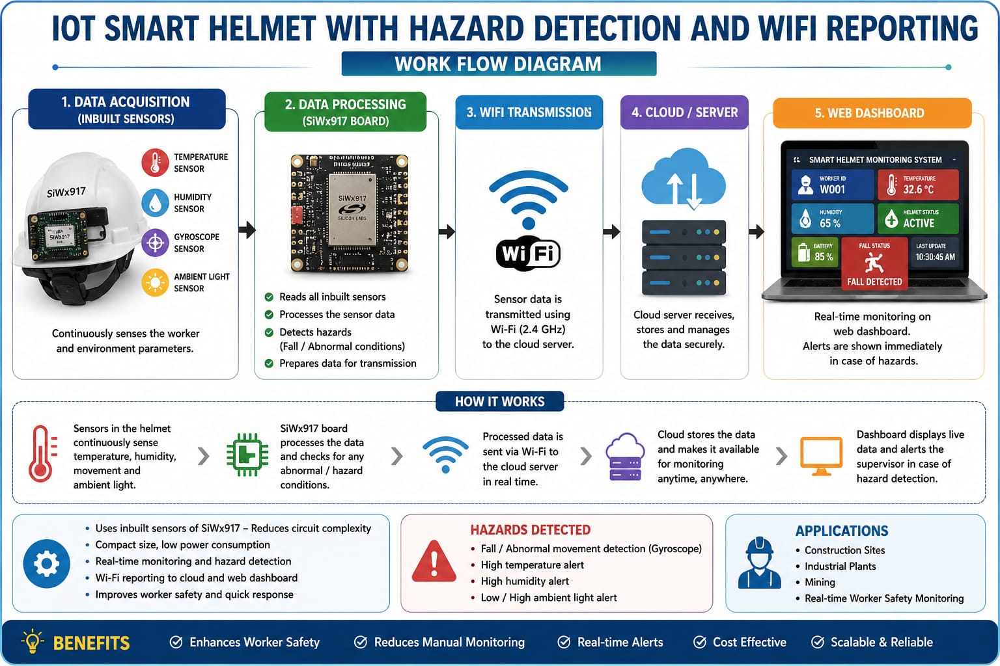 IOT SMART HELMET WITH HAZARD DETECTION AND WIFI REPORTING
WORK FLOW DIAGRAM
1. DATA ACQUISITION
(INBUILT SENSORS)
SiWx917
TEMPERATURE
SENSOR
HUMIDITY
SENSOR
GYROSCOPE
SENSOR
AMBIENT LIGHT
SENSOR
Continuously senses the worker
and environment parameters.
2. DATA PROCESSING
(SiWx917 BOARD)
SiWx917
SILICON LABS
Reads all inbuilt sensors
Processes the sensor data
Detects hazards
(Fall / Abnormal conditions)
Prepares data for transmission
3. WIFI TRANSMISSION
Wi Fi
Sensor data is
transmitted using
Wi-Fi (2.4 GHz)
to the cloud server.
4. CLOUD / SERVER
Cloud server receives,
stores and manages
the data securely.
5. WEB DASHBOARD
SMART HELMET MONITORING SYSTEM
WORKER ID
W001
TEMPERATURE
32.6 °C
HUMIDITY
65 %
HELMET STATUS
ACTIVE
BATTERY
85 %
FALL STATUS
FALL DETECTED
LAST UPDATE
10:30:45 AM
Real-time monitoring on
web dashboard.
Alerts are shown immediately
in case of hazards.
HOW IT WORKS
Sensors in the helmet
continuously sense
temperature, humidity,
movement and
ambient light.
SiWx917 board
processes the data
and checks for any
abnormal / hazard
conditions.
Processed data is
sent via Wi-Fi to
the cloud server
in real time.
Cloud stores the data
and makes it available
for monitoring
anytime, anywhere.
Dashboard displays live
data and alerts the
supervisor in case of
hazard detection.
• Uses inbuilt sensors of SiWx917 – Reduces circuit complexity
• Compact size, low power consumption
• Real-time monitoring and hazard detection
• Wi-Fi reporting to cloud and web dashboard
• Improves worker safety and quick response
HAZARDS DETECTED
• Fall / Abnormal movement detection (Gyroscope)
• High temperature alert
• High humidity alert
• Low / High ambient light alert
APPLICATIONS
• Construction Sites
• Industrial Plants
• Mining
• Real-time Worker Safety Monitoring
BENEFITS
Enhances Worker Safety
Reduces Manual Monitoring
Real-time Alerts
Cost Effective
Scalable & Reliable